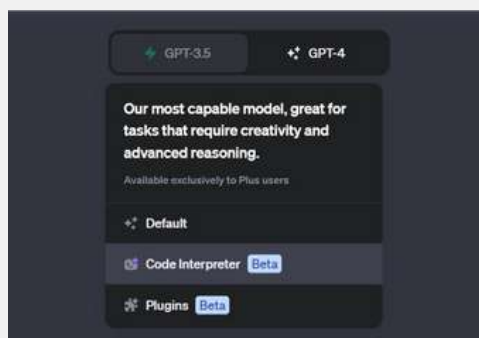 GPT-3.5
GPT-4
Our most capable model, great for
tasks that require creativity and
advanced reasoning.
Available exclusively to Plus users
Default
Code Interpreter Beta
Plugins Beta